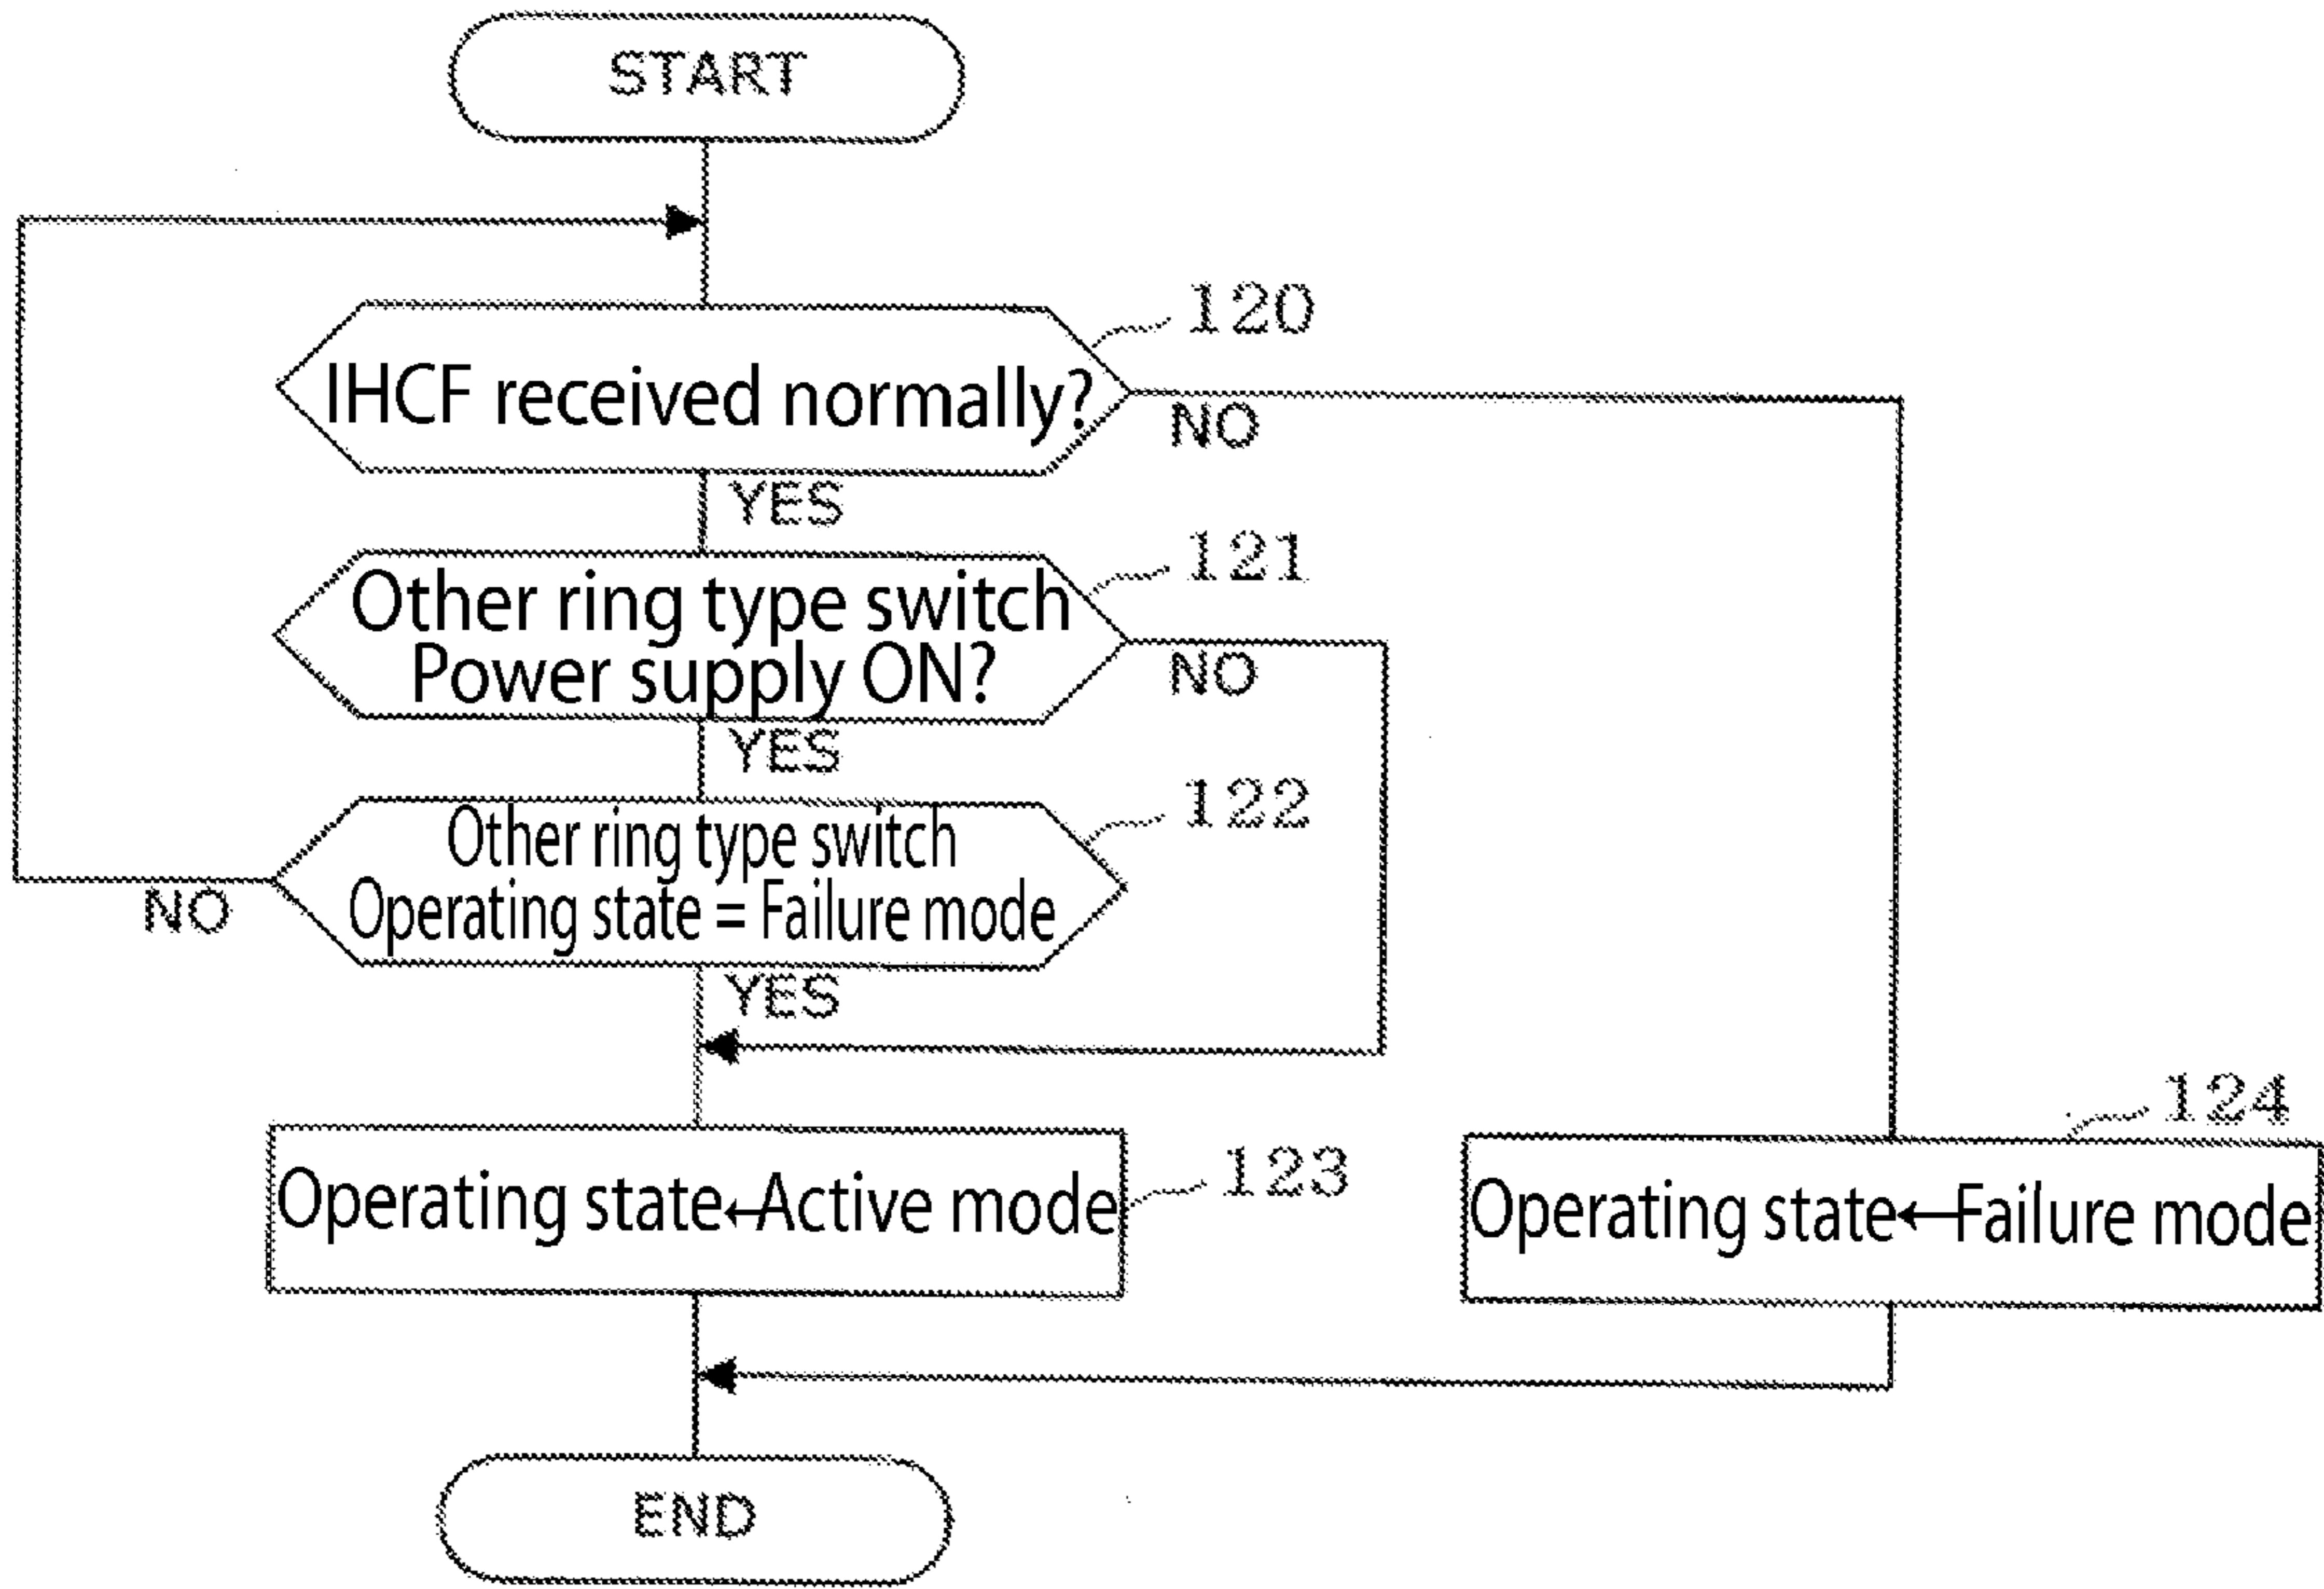 START
120
IHCF received normally?
NO
YES
121
Other ring type switch
Power supply ON?
NO
YES
122
Other ring type switch
Operating state = Failure mode
NO
YES
124
123
Operating state←Active mode
Operating state←Failure mode
END